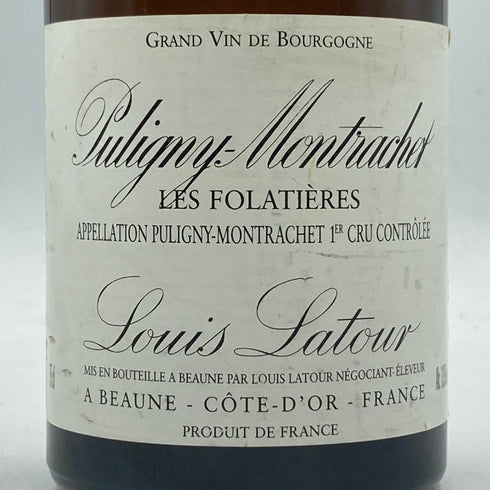 GRAND VIN DE BOURGOGNE
Puligny-Montrachet
LES FOLATIÈRES
APPELLATION PULIGNY-MONTRACHET 1ER CRU CONTRÔLÉE
Louis Latour
MIS EN BOUTEILLE A BEAUNE PAR LOUIS LATOUR NÉGOCIANT-ÉLEVEUR
A BEAUNE - CÔTE-D'OR - FRANCE
PRODUIT DE FRANCE